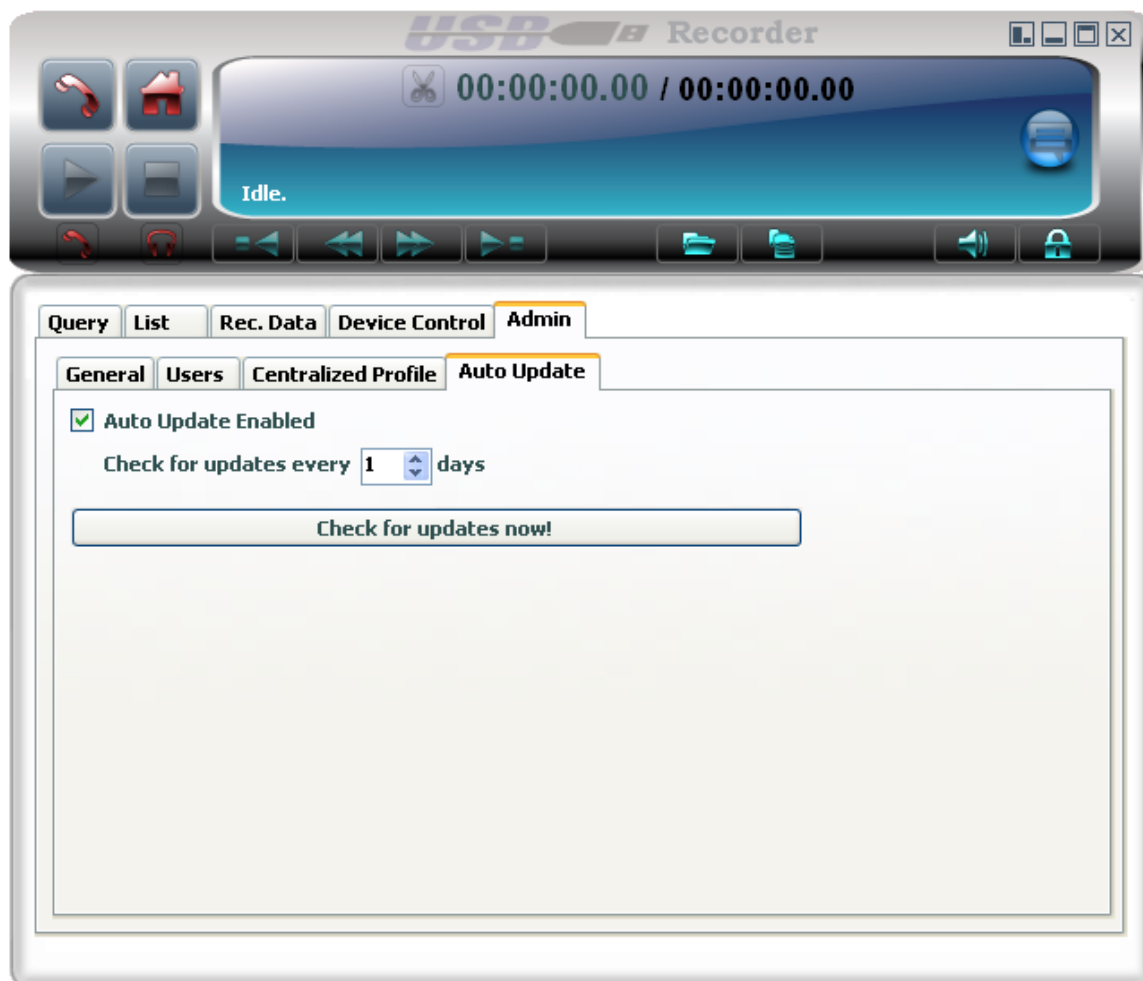 USB Recorder
00:00:00.00 / 00:00:00.00
Idle.
Query List Rec. Data Device Control Admin
General Users Centralized Profile Auto Update
Auto Update Enabled
Check for updates every 1 days
Check for updates now!